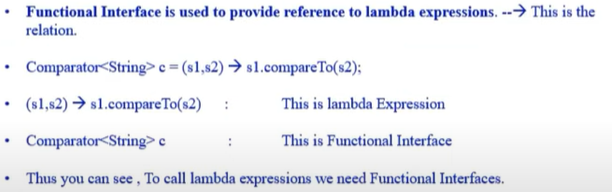 • Functional Interface is used to provide reference to lambda expressions. --→ This is the
relation.
• Comparator<String> c = (s1,s2) → s1.compareTo(s2);
• (s1,s2) → s1.compareTo(s2) : This is lambda Expression
• Comparator<String> c : This is Functional Interface
• Thus you can see , To call lambda expressions we need Functional Interfaces.